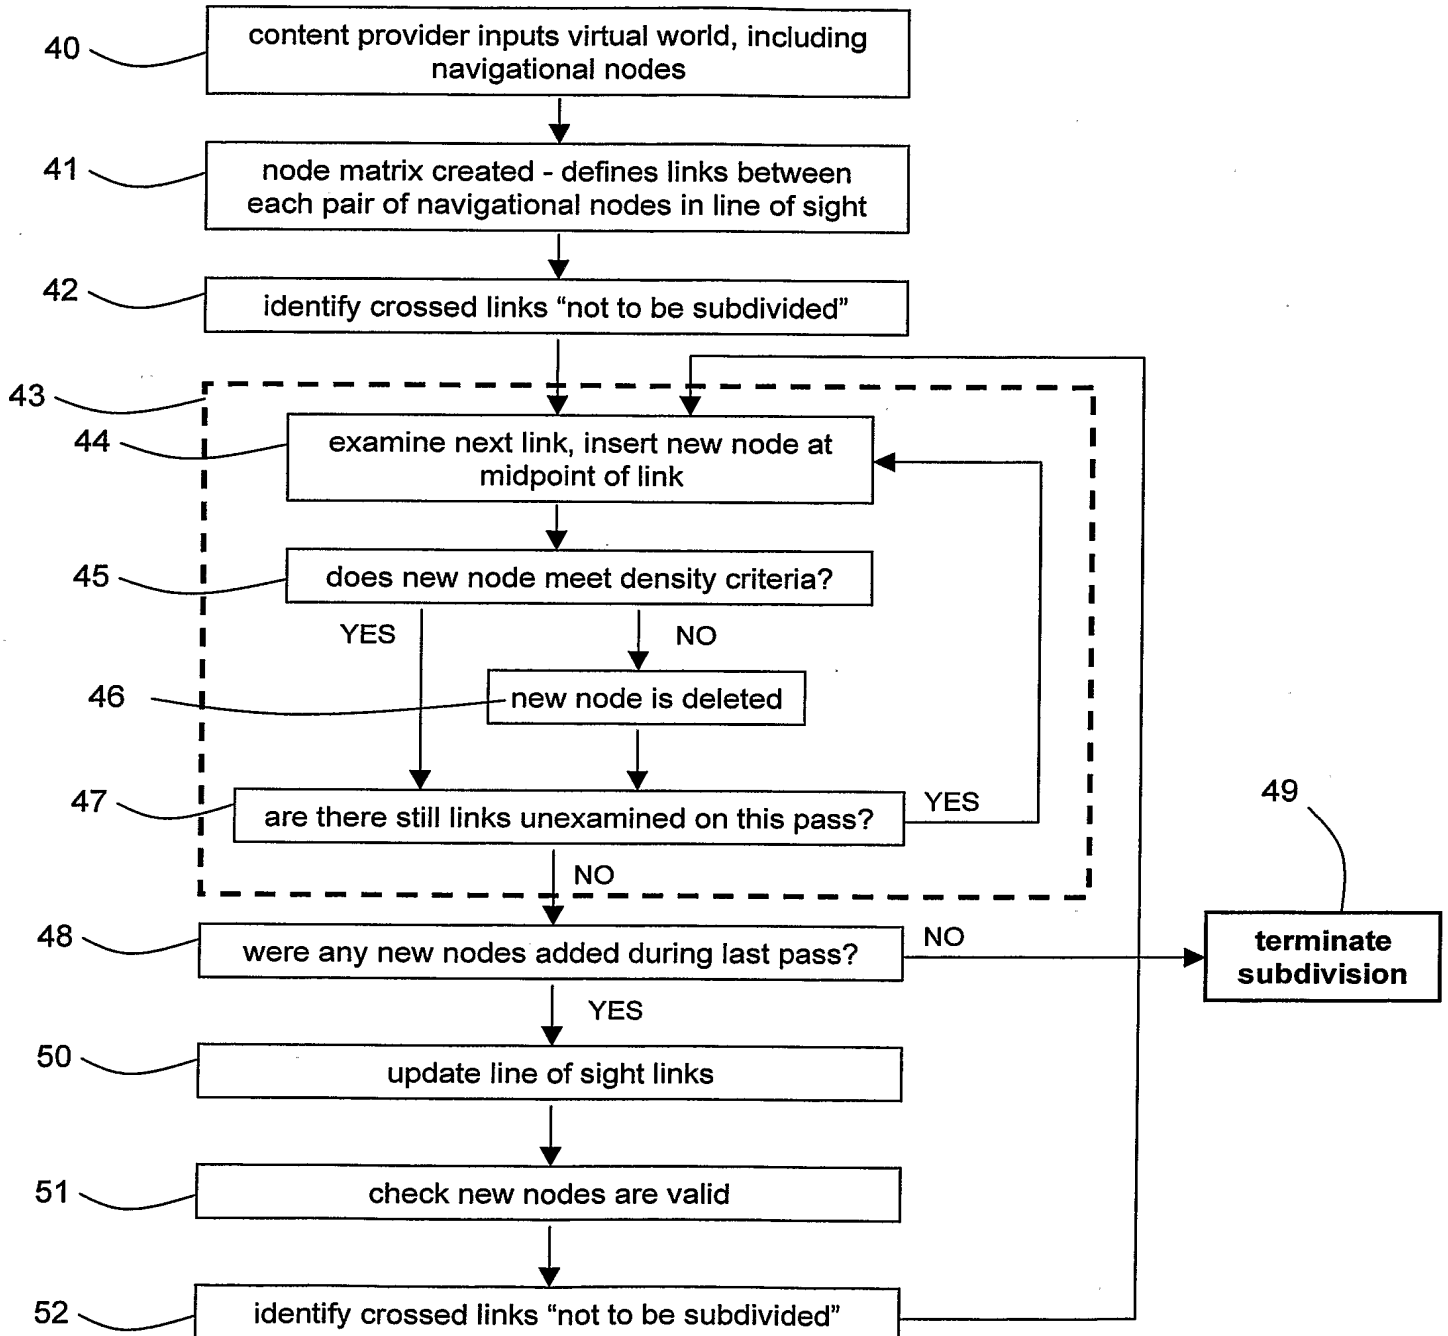 40
content provider inputs virtual world, including
navigational nodes
41
node matrix created - defines links between
each pair of navigational nodes in line of sight
42
identify crossed links “not to be subdivided”
43
44
examine next link, insert new node at
midpoint of link
45
does new node meet density criteria?
YES
NO
46
new node is deleted
47
are there still links unexamined on this pass?
YES
NO
49
48
were any new nodes added during last pass?
NO
terminate
subdivision
YES
50
update line of sight links
51
check new nodes are valid
52
identify crossed links “not to be subdivided”